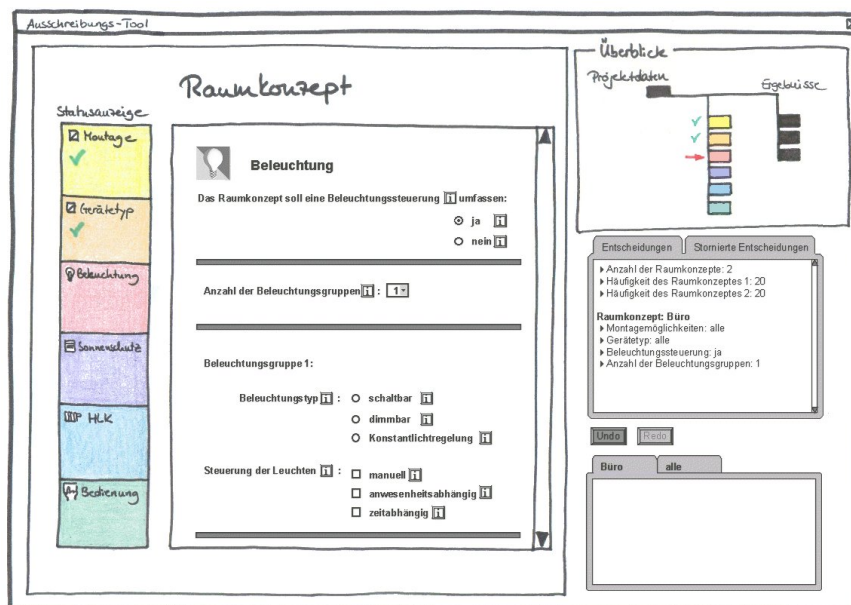 Ausschreibungs-Tool
Raumkonzept
Statusanzeige
Montage
Gerätetyp
Beleuchtung
Sonnenschutz
HLK
Bedienung
Beleuchtung
Das Raumkonzept soll eine Beleuchtungssteuerung i umfassen:
ja i
nein i
Anzahl der Beleuchtungsgruppen i : 1
Beleuchtungsgruppe 1:
Beleuchtungstyp i : schaltbar i
dimmbar i
Konstantlichtregelung i
Steuerung der Leuchten i : manuell i
anwesenheitsabhängig i
zeitabhängig i
Überblick
Projektdaten
Ergebnisse
Entscheidungen Stornierte Entscheidungen
Anzahl der Raumkonzepte: 2
Häufigkeit des Raumkonzeptes 1: 20
Häufigkeit des Raumkonzeptes 2: 20
Raumkonzept: Büro
Montagemöglichkeiten: alle
Gerätetyp: alle
Beleuchtungssteuerung: ja
Anzahl der Beleuchtungsgruppen: 1
Undo Redo
Büro alle